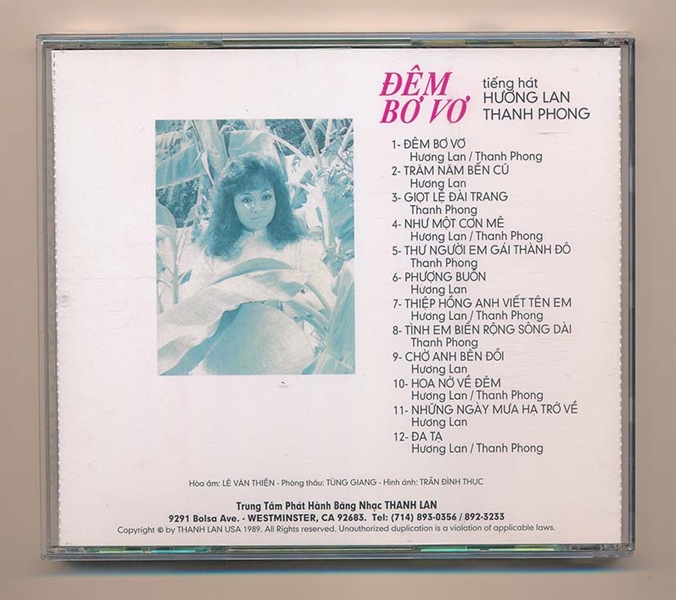 ĐÊM
BƠ VƠ
tiếng hát
HƯƠNG LAN
THANH PHONG
1- ĐÊM BƠ VƠ
Hương Lan / Thanh Phong
2- TRĂM NĂM BẾN CŨ
Hương Lan
3- GIỌT LỆ ĐÀI TRANG
Thanh Phong
4- NHƯ MỘT CƠN MÊ
Hương Lan / Thanh Phong
5- THƯ NGƯỜI EM GÁI THÀNH ĐÔ
Thanh Phong
6- PHƯỢNG BUỒN
Hương Lan
7- THIỆP HỒNG ANH VIẾT TÊN EM
Hương Lan / Thanh Phong
8- TÌNH EM BIỂN RỘNG SÔNG DÀI
Thanh Phong
9- CHỜ ANH BÊN ĐỒI
Hương Lan
10- HOA NỞ VỀ ĐÊM
Hương Lan / Thanh Phong
11- NHỮNG NGÀY MƯA HẠ TRỞ VỀ
Hương Lan
12- ĐA TẠ
Hương Lan / Thanh Phong
Hòa âm: LÊ VĂN THIỆN - Phòng thâu: TÙNG GIANG - Hình ảnh: TRẦN ĐÌNH THỤC
Trung Tâm Phát Hành Băng Nhạc THANH LAN
9291 Bolsa Ave. - WESTMINSTER, CA 92683. Tel: (714) 893-0356 / 892-3233
Copyright © by THANH LAN USA 1989. All rights reserved. Unauthorized duplication is a violation of applicable laws.